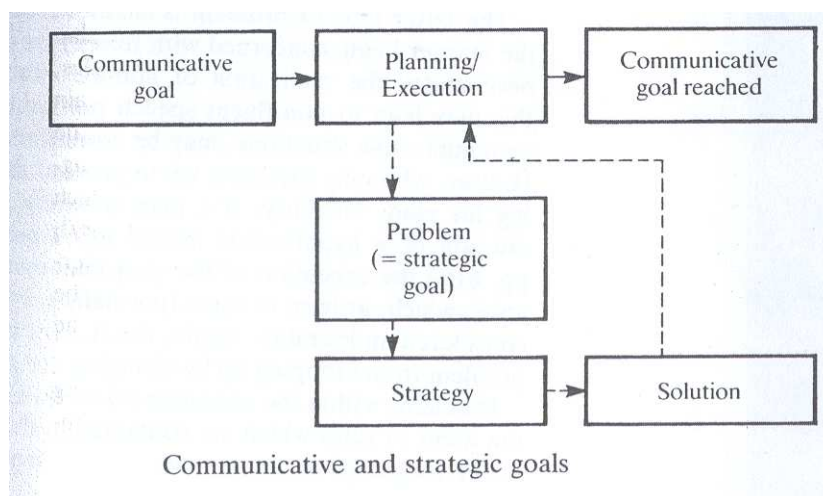 Communicative
goal
Planning/
Execution
Communicative
goal reached
Problem
(= strategic
goal)
Strategy
Solution
Communicative and strategic goals